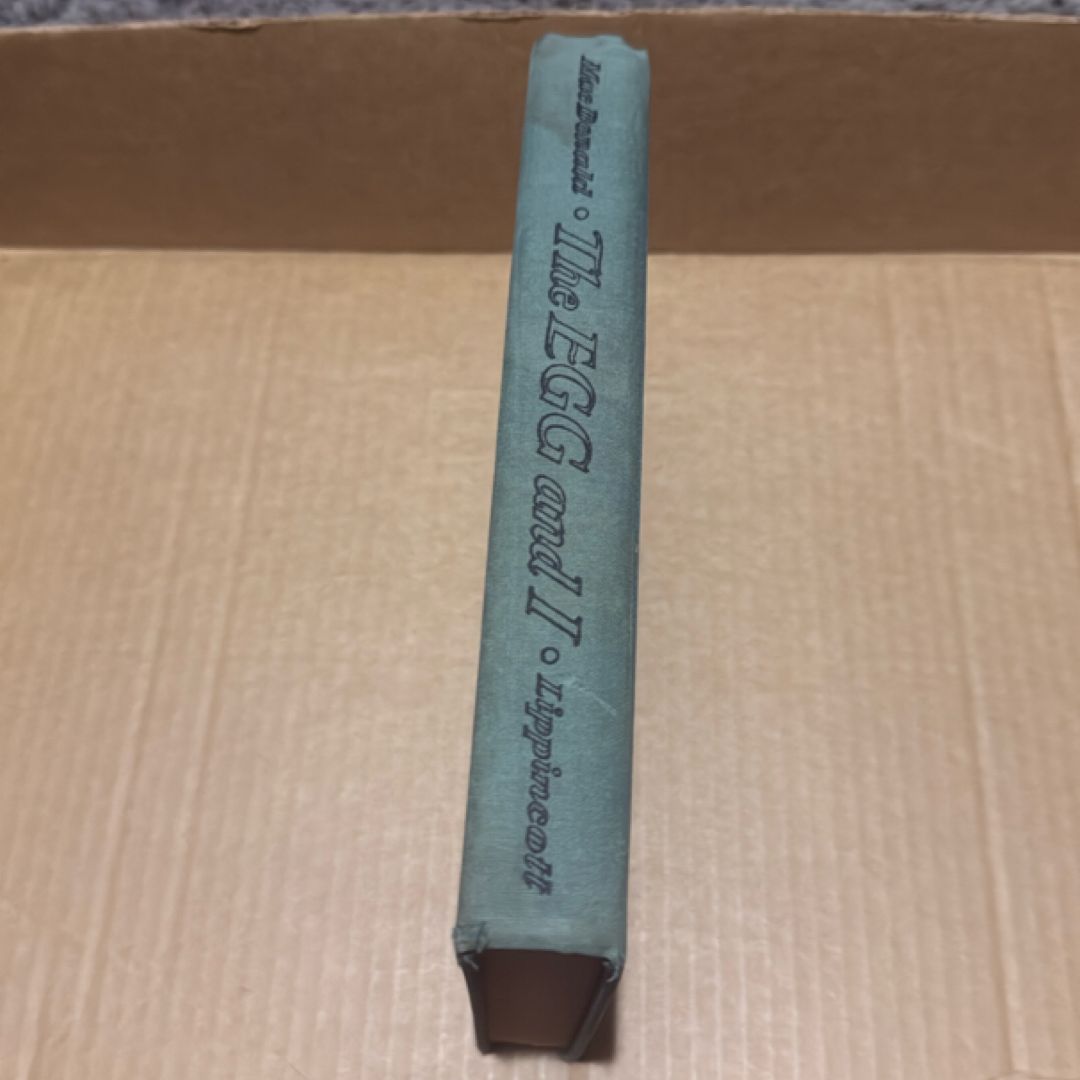 MacDonald ○ The EGG and I ○ Lippincott